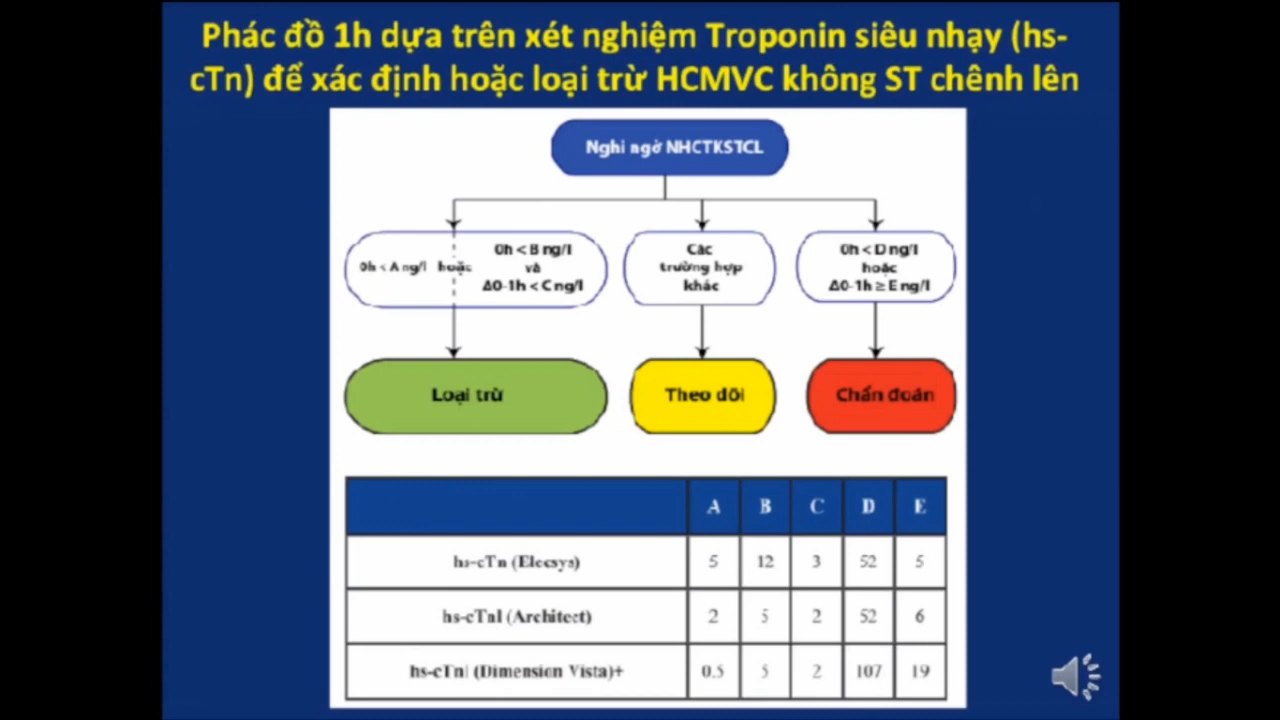 Phác đồ 1h dựa trên xét nghiệm Troponin siêu nhạy (hs-
cTn) để xác định hoặc loại trừ HCMVC không ST chênh lên
Nghi ngờ NHCTKSTCL
0h < A ng/l hoặc
0h < B ng/l
và
Δ0-1h < C ng/l
Các
trường hợp
khác
0h < D ng/l
hoặc
Δ0-1h ≥ E ng/l
Loại trừ
Theo dõi
Chẩn đoán
A B C D E
hs-cTn (Elecsys) 5 12 3 52 5
hs-cTnI (Architect) 2 5 2 52 6
hs-cTnI (Dimension Vista)+ 0.5 5 2 107 19